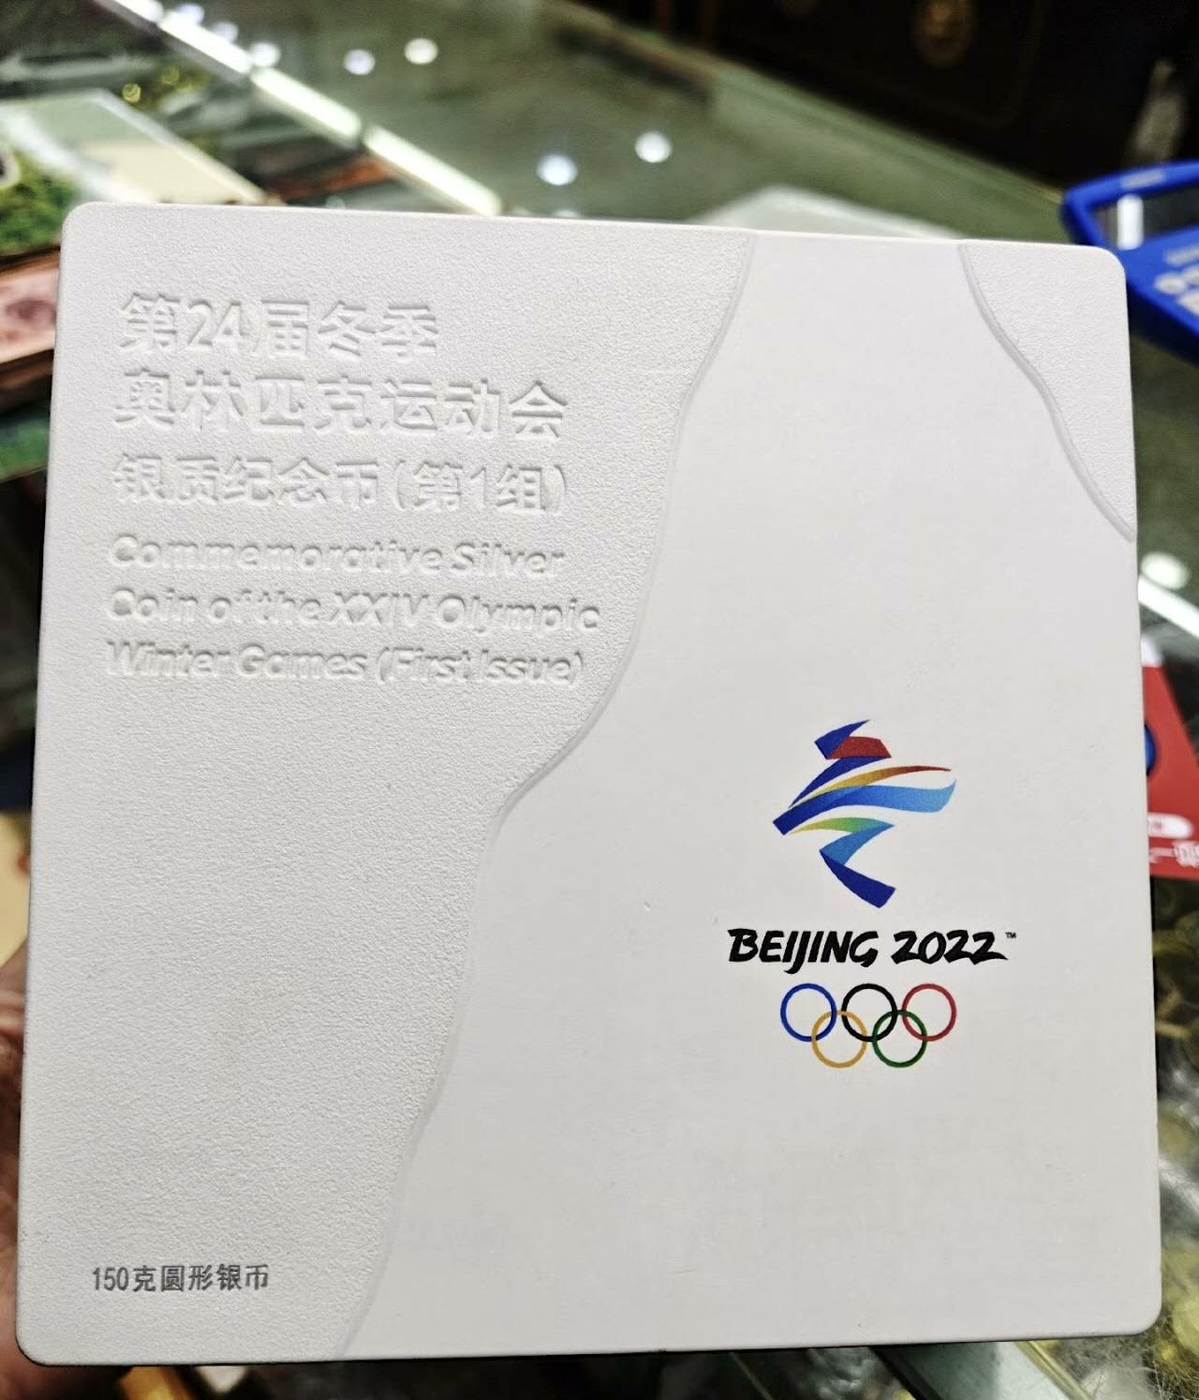 第24届冬季
奥林匹克运动会
银质纪念币(第1组)
Commemorative Silver
Coin of the XXIV Olympic
Winter Games (First Issue)
BEIJING 2022™
150克圆形银币